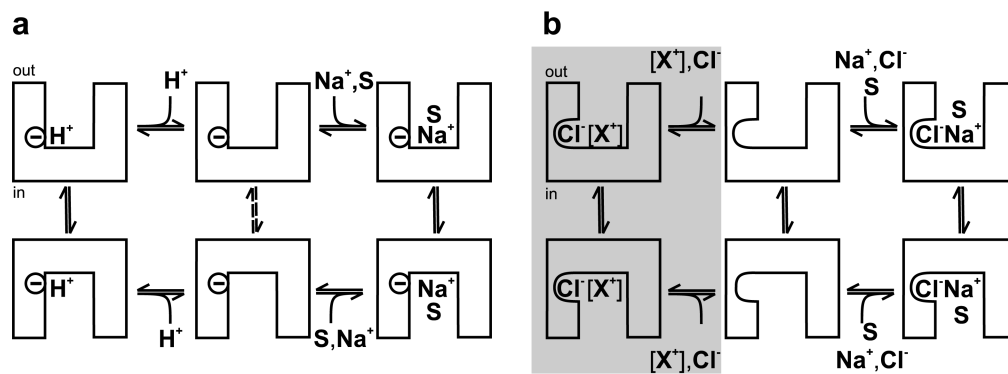 a
out
H⁺
Na⁺,S
⊖ H⁺
⊖
S
⊖ Na⁺
in
⊖ H⁺
⊖
⊖ Na⁺
S
H⁺
S,Na⁺
b
out
[X⁺],Cl⁻
Na⁺,Cl⁻
S
Cl⁻[X⁺]
S
Cl⁻Na⁺
in
Cl⁻[X⁺]
Cl⁻Na⁺
S
[X⁺],Cl⁻
S
Na⁺,Cl⁻